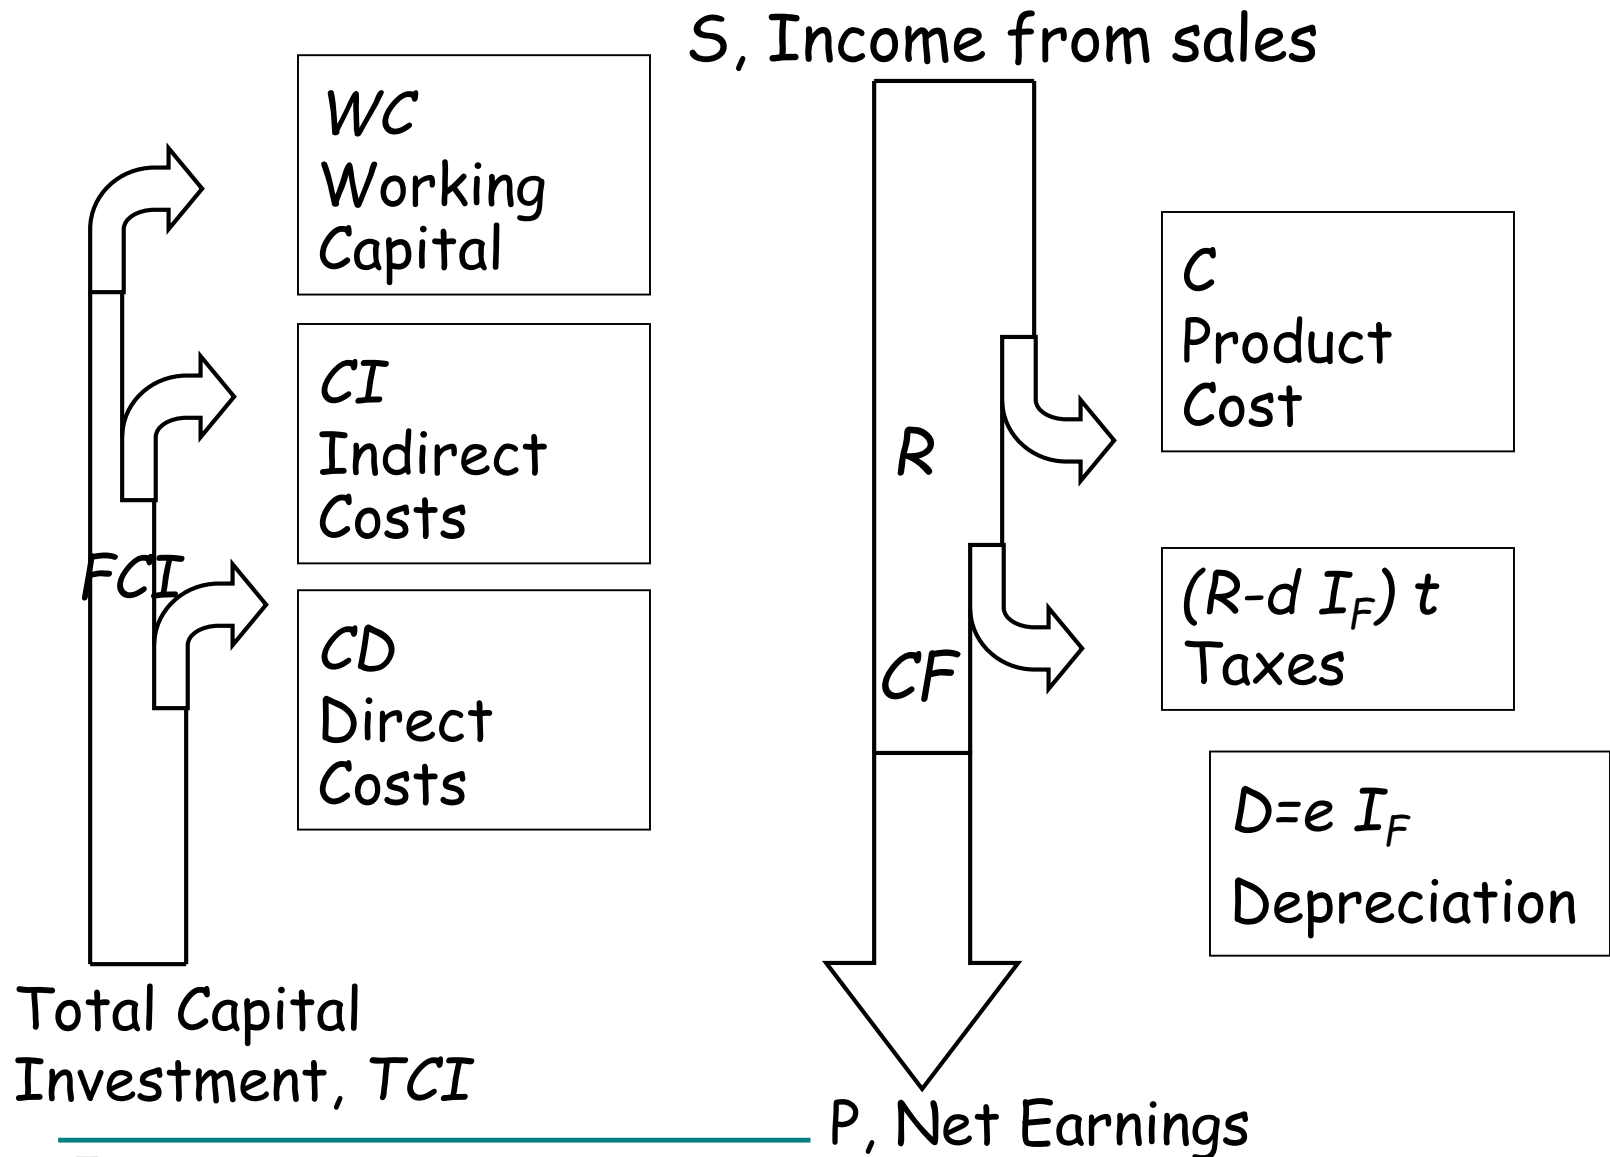 S, Income from sales
WC
Working
Capital
CI
Indirect
Costs
FCI
CD
Direct
Costs
Total Capital
Investment, TCI
R
CF
C
Product
Cost
(R-d I_F) t
Taxes
D=e I_F
Depreciation
P, Net Earnings